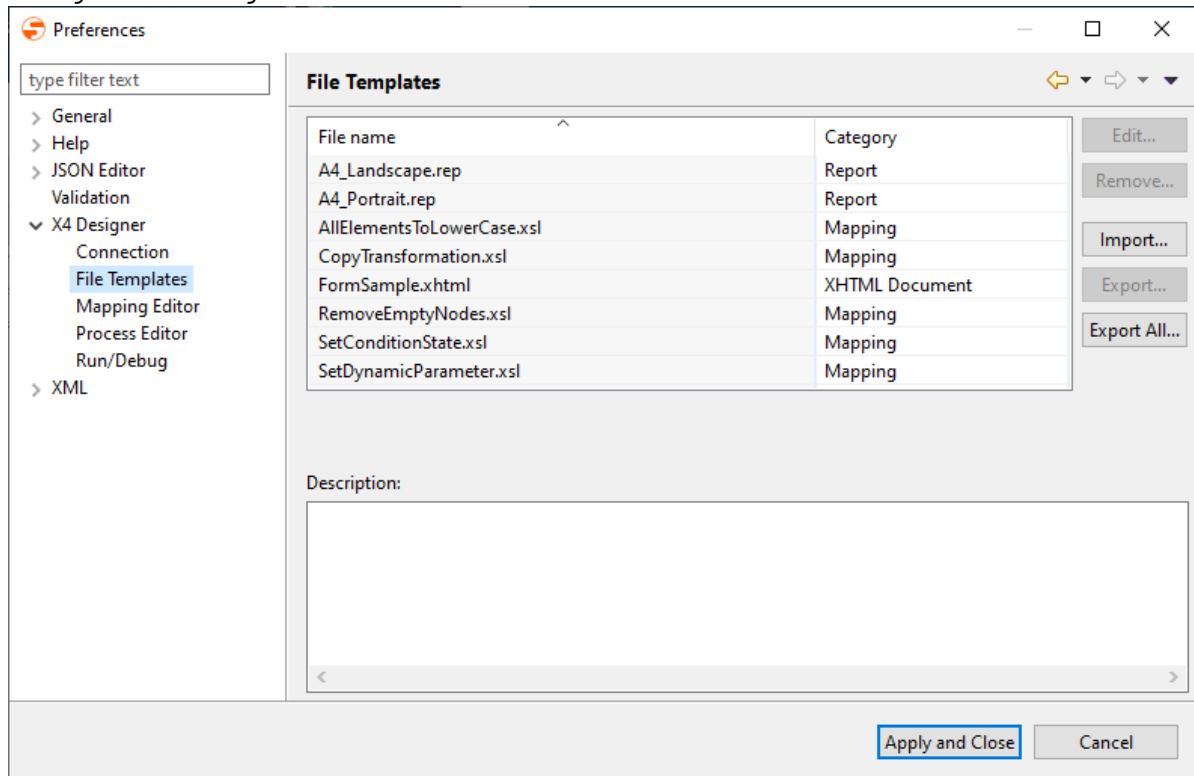 Preferences
type filter text
File Templates
General
Help
JSON Editor
Validation
X4 Designer
Connection
File Templates
Mapping Editor
Process Editor
Run/Debug
XML
File name Category
A4_Landscape.rep Report
A4_Portrait.rep Report
AllElementsToLowerCase.xsl Mapping
CopyTransformation.xsl Mapping
FormSample.xhtml XHTML Document
RemoveEmptyNodes.xsl Mapping
SetConditionState.xsl Mapping
SetDynamicParameter.xsl Mapping
Edit...
Remove...
Import...
Export...
Export All...
Description:
Apply and Close Cancel